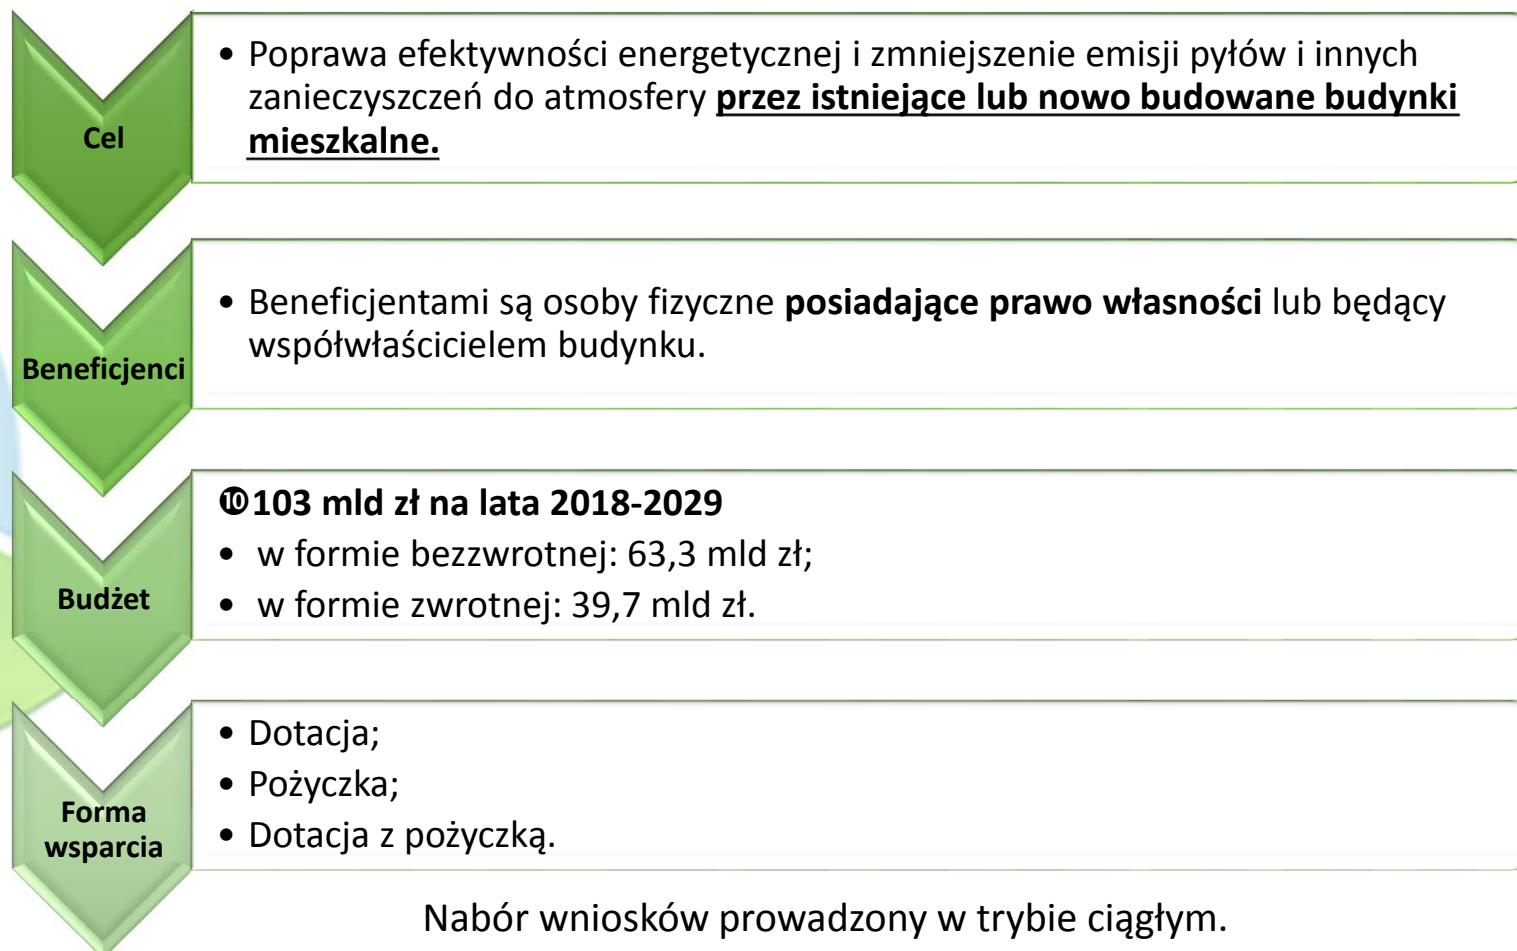 Cel
• Poprawa efektywności energetycznej i zmniejszenie emisji pyłów i innych
zanieczyszczeń do atmosfery przez istniejące lub nowo budowane budynki
mieszkalne.
Beneficjenci
• Beneficjentami są osoby fizyczne posiadające prawo własności lub będący
współwłaścicielem budynku.
Budżet
❿103 mld zł na lata 2018-2029
• w formie bezzwrotnej: 63,3 mld zł;
• w formie zwrotnej: 39,7 mld zł.
Forma
wsparcia
• Dotacja;
• Pożyczka;
• Dotacja z pożyczką.
Nabór wniosków prowadzony w trybie ciągłym.